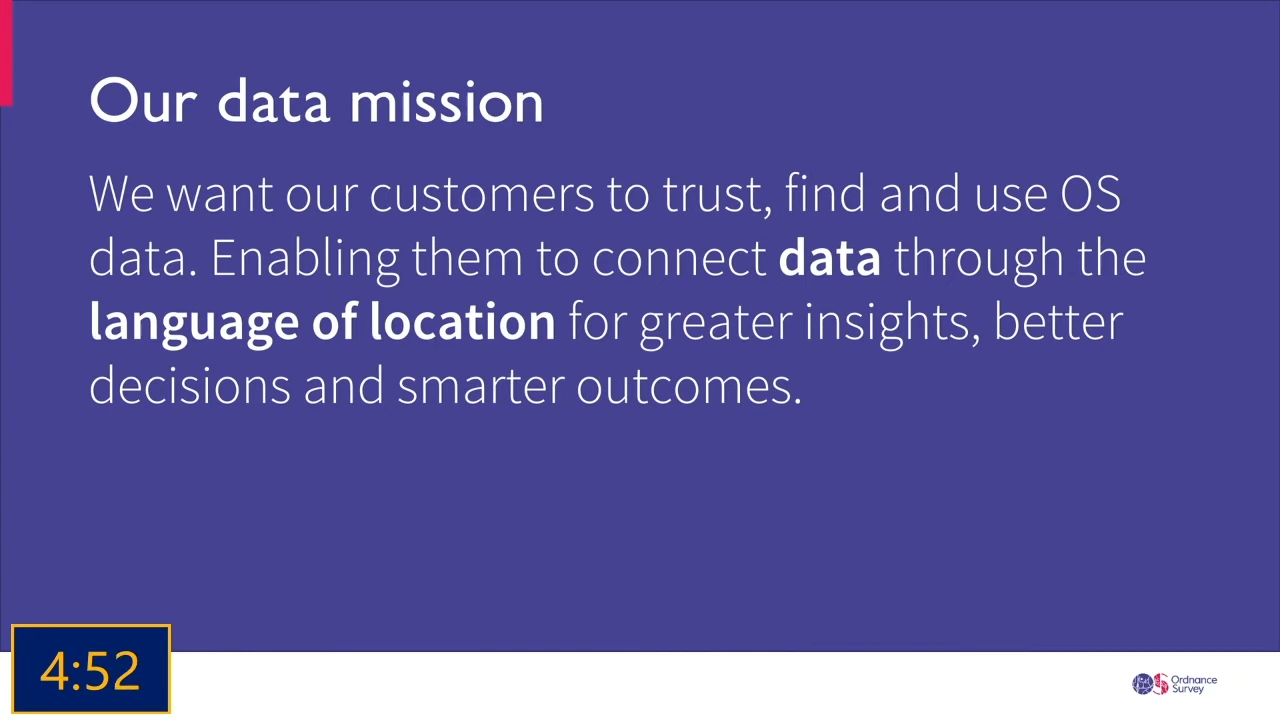 Our data mission
We want our customers to trust, find and use OS
data. Enabling them to connect data through the
language of location for greater insights, better
decisions and smarter outcomes.
4:52
Ordnance
Survey